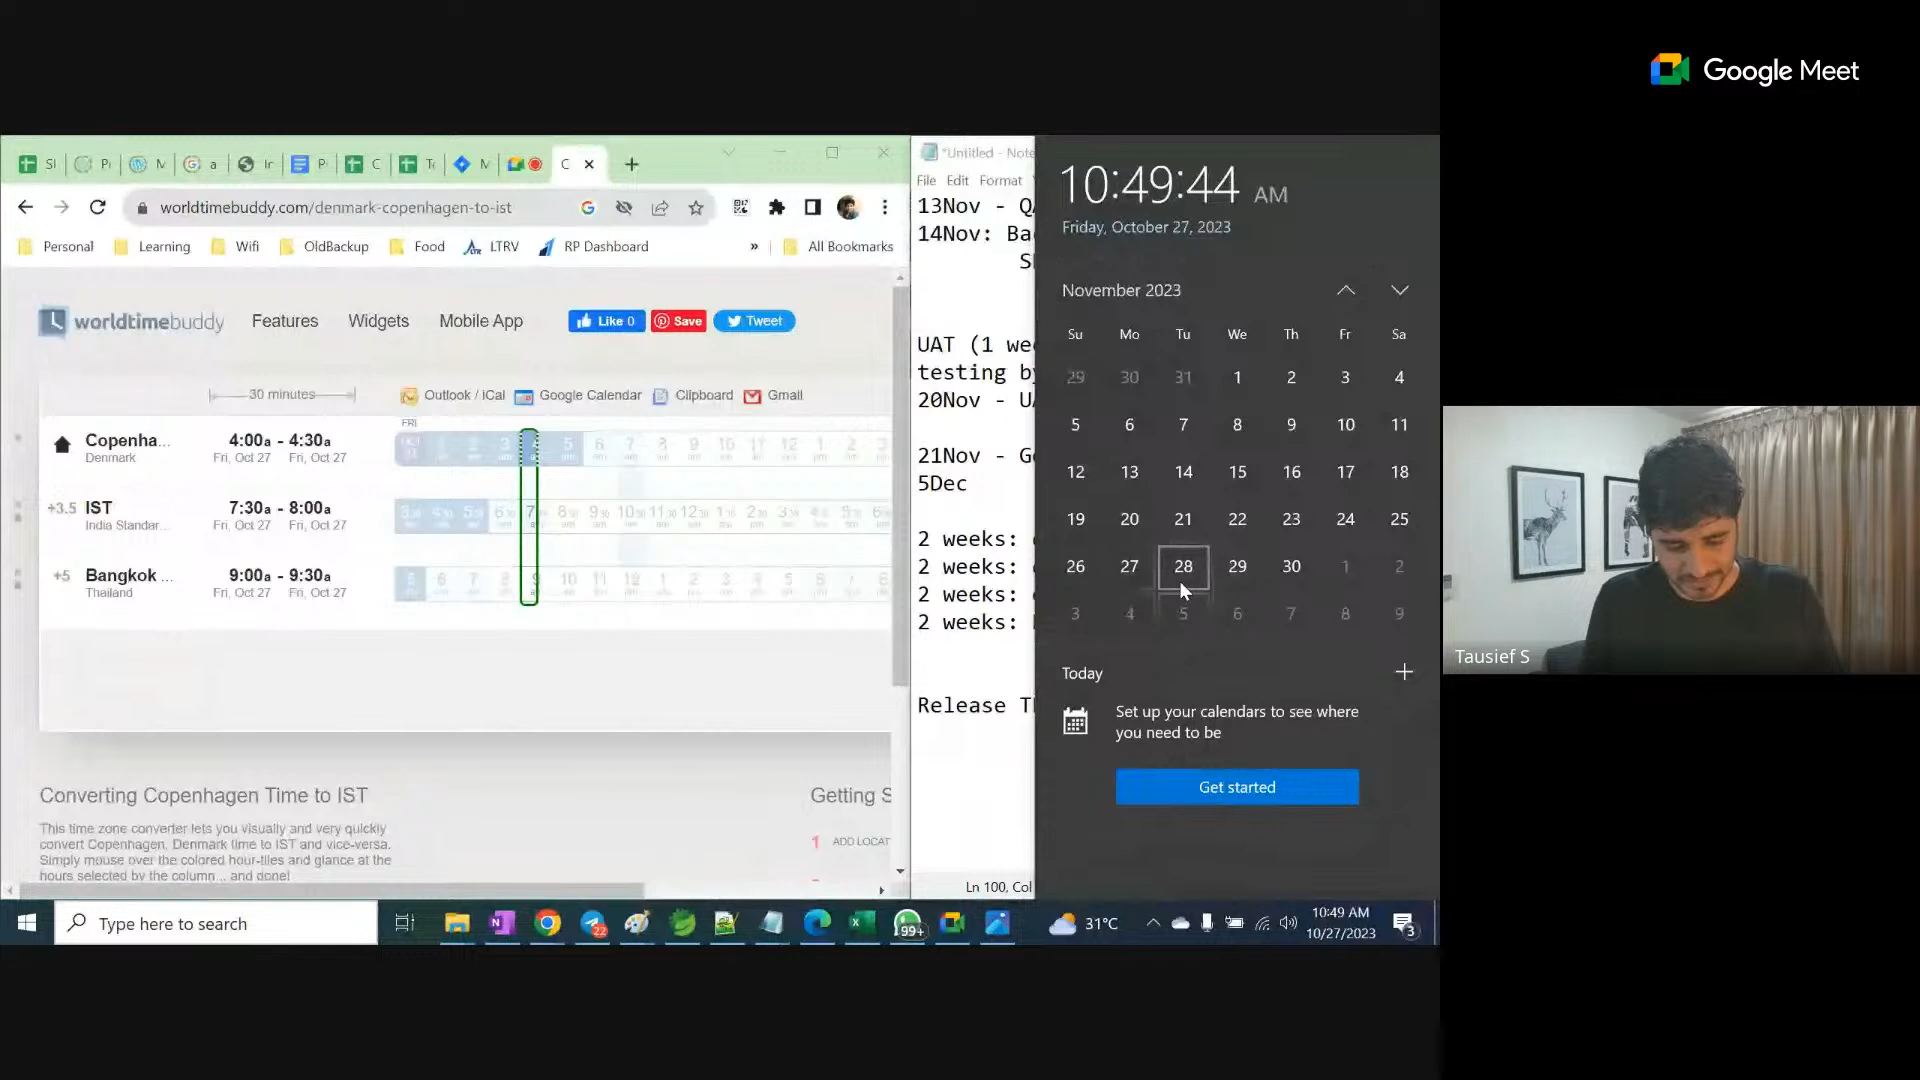 Google Meet
worldtimebuddy.com/denmark-copenhagen-to-ist
Personal Learning Wifi OldBackup Food LTRV RP Dashboard » All Bookmarks
worldtimebuddy Features Widgets Mobile App Like 0 Save Tweet
30 minutes Outlook / iCal Google Calendar Clipboard Gmail
FRI
Copenha... 4:00a - 4:30a
Denmark Fri, Oct 27 Fri, Oct 27
+3.5 IST 7:30a - 8:00a
India Standar... Fri, Oct 27 Fri, Oct 27
+5 Bangkok ... 9:00a - 9:30a
Thailand Fri, Oct 27 Fri, Oct 27
Converting Copenhagen Time to IST
This time zone converter lets you visually and very quickly
convert Copenhagen, Denmark time to IST and vice-versa.
Simply mouse over the colored hour-tiles and glance at the
hours selected by the column... and done!
Getting S
1 ADD LOCAT
*Untitled - Note
File Edit Format
13Nov - QA
14Nov: Ba
UAT (1 we
testing by
20Nov - UA
21Nov - G
5Dec
2 weeks:
2 weeks:
2 weeks:
2 weeks:
Release T
Ln 100, Col
10:49:44 AM
Friday, October 27, 2023
November 2023
Su Mo Tu We Th Fr Sa
29 30 31 1 2 3 4
5 6 7 8 9 10 11
12 13 14 15 16 17 18
19 20 21 22 23 24 25
26 27 28 29 30 1 2
3 4 5 6 7 8 9
Today
Set up your calendars to see where
you need to be
Get started
Type here to search
22
99+
31°C
10:49 AM
10/27/2023
3
Tausief S